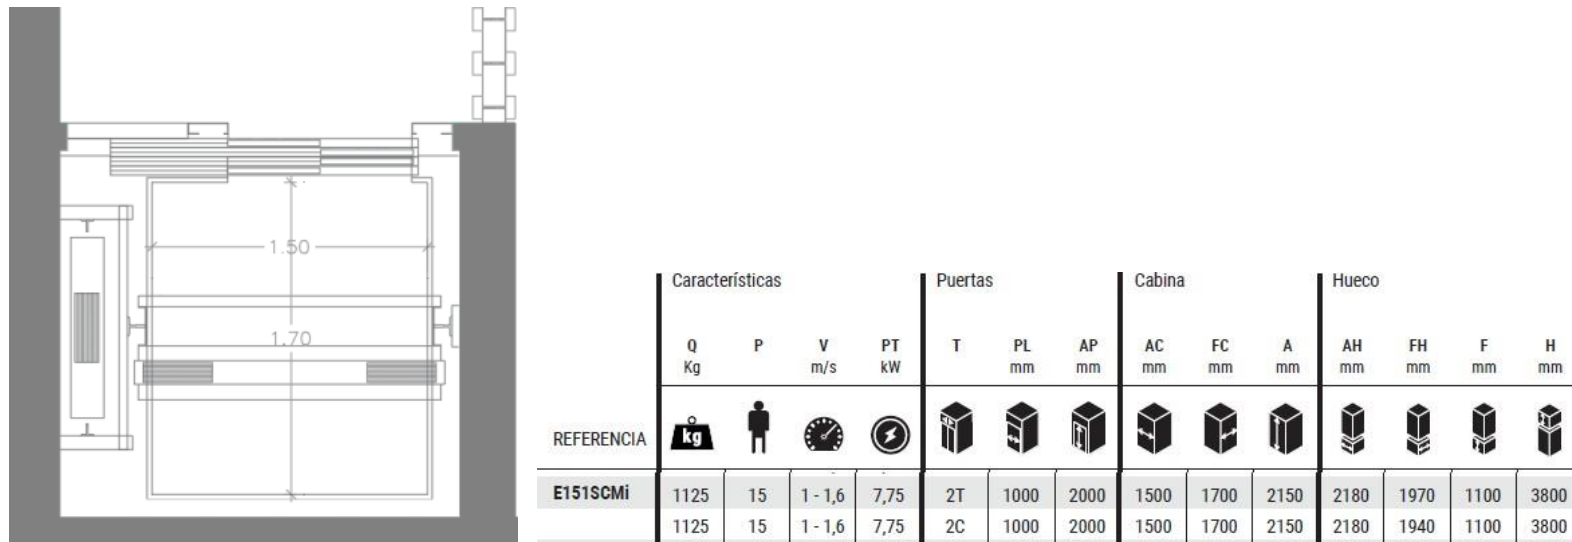 1.50
1.70
Características Puertas Cabina Hueco
Q P V PT T PL AP AC FC A AH FH F H
Kg m/s kW mm mm mm mm mm mm mm mm mm
REFERENCIA kg
E151SCMi 1125 15 1 - 1,6 7,75 2T 1000 2000 1500 1700 2150 2180 1970 1100 3800
1125 15 1 - 1,6 7,75 2C 1000 2000 1500 1700 2150 2180 1940 1100 3800